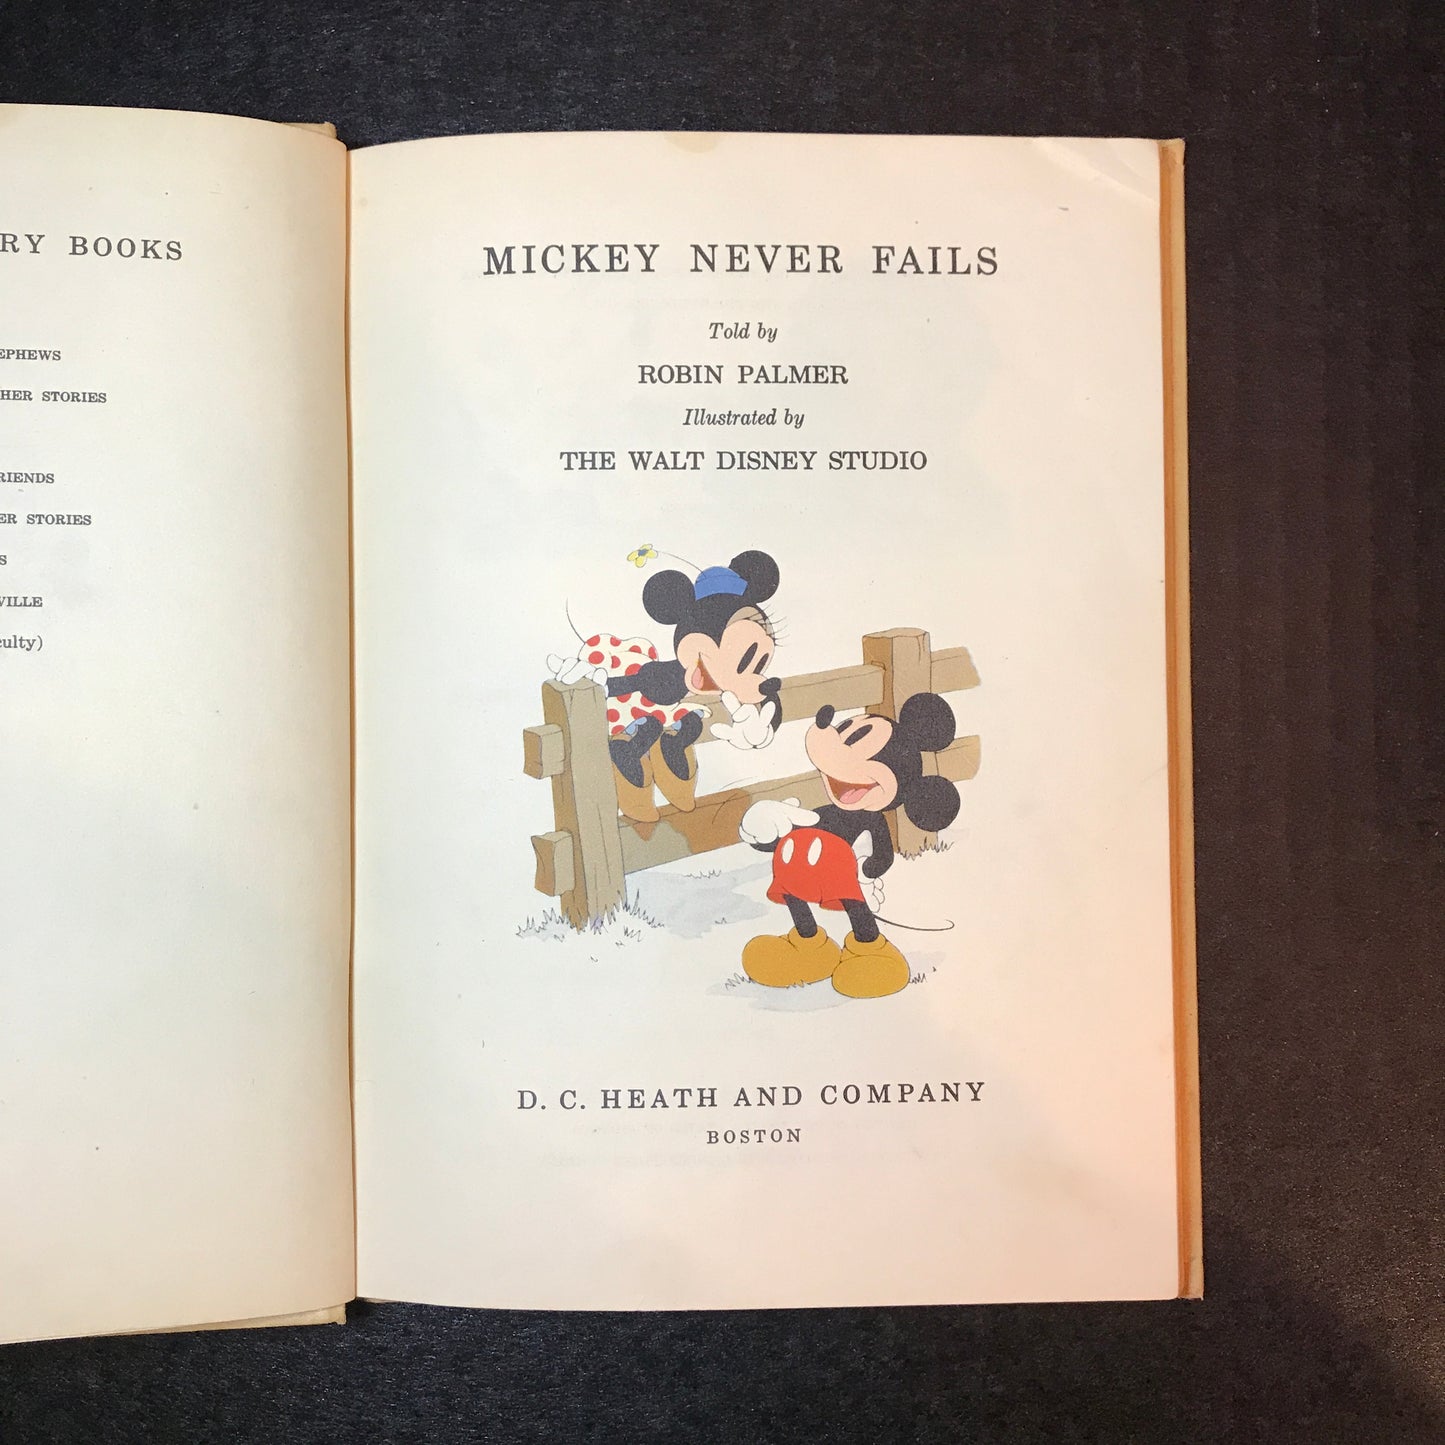 RY BOOKS
EPHEWS
HER STORIES
RIENDS
ER STORIES
S
VILLE
culty)
MICKEY NEVER FAILS
Told by
ROBIN PALMER
Illustrated by
THE WALT DISNEY STUDIO
D. C. HEATH AND COMPANY
BOSTON